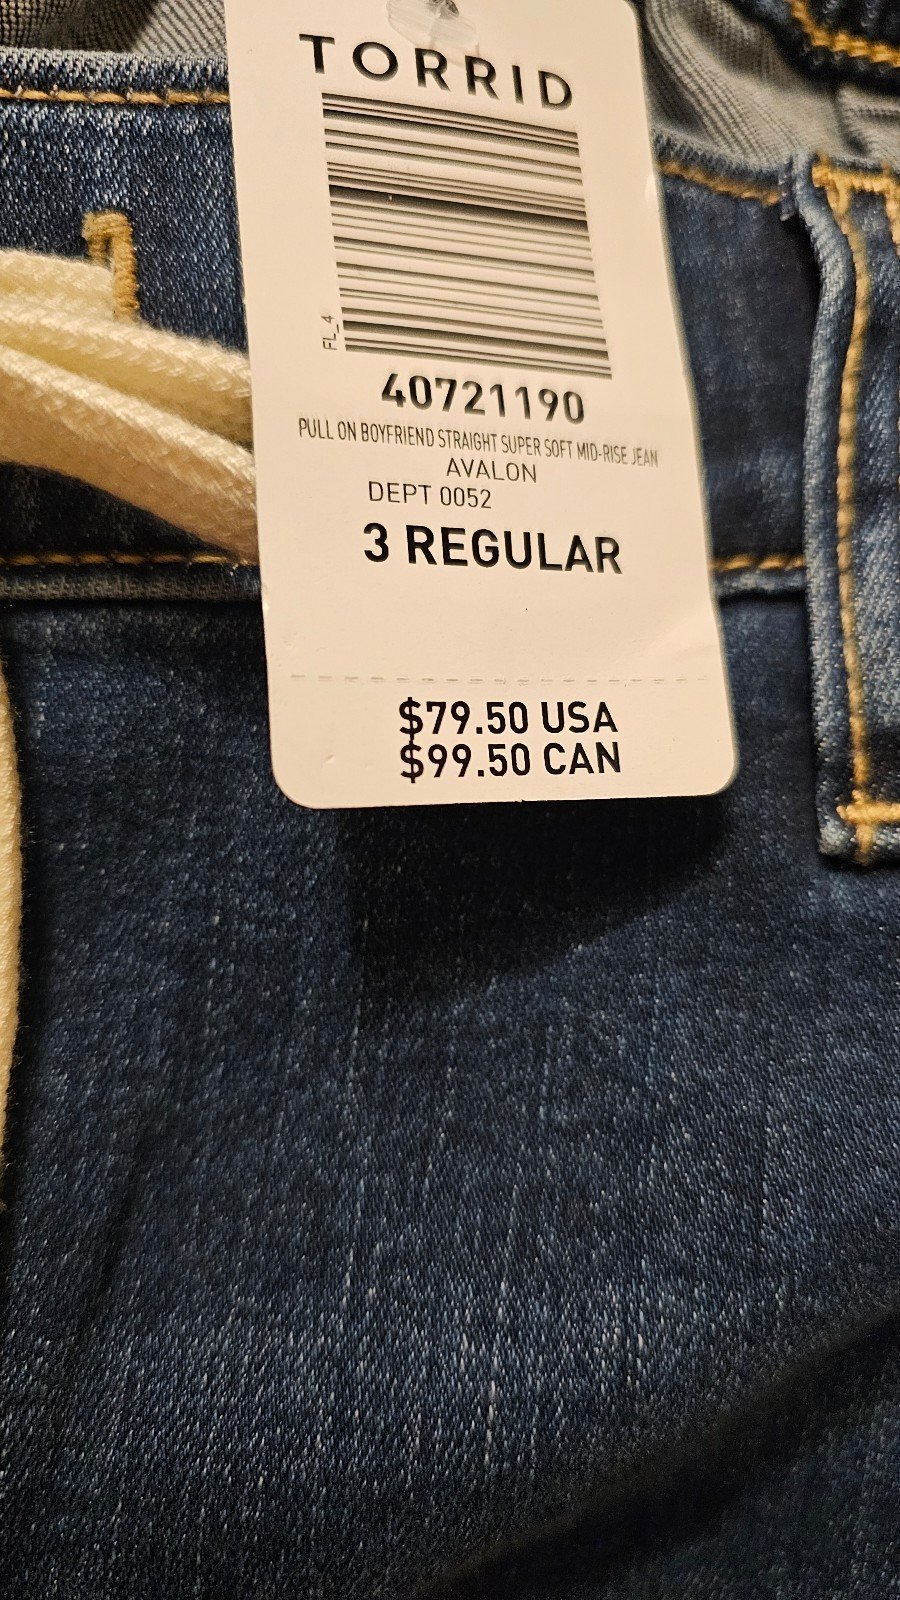 TORRID
FL_4
40721190
PULL ON BOYFRIEND STRAIGHT SUPER SOFT MID-RISE JEAN
AVALON
DEPT 0052
3 REGULAR
$79.50 USA
$99.50 CAN